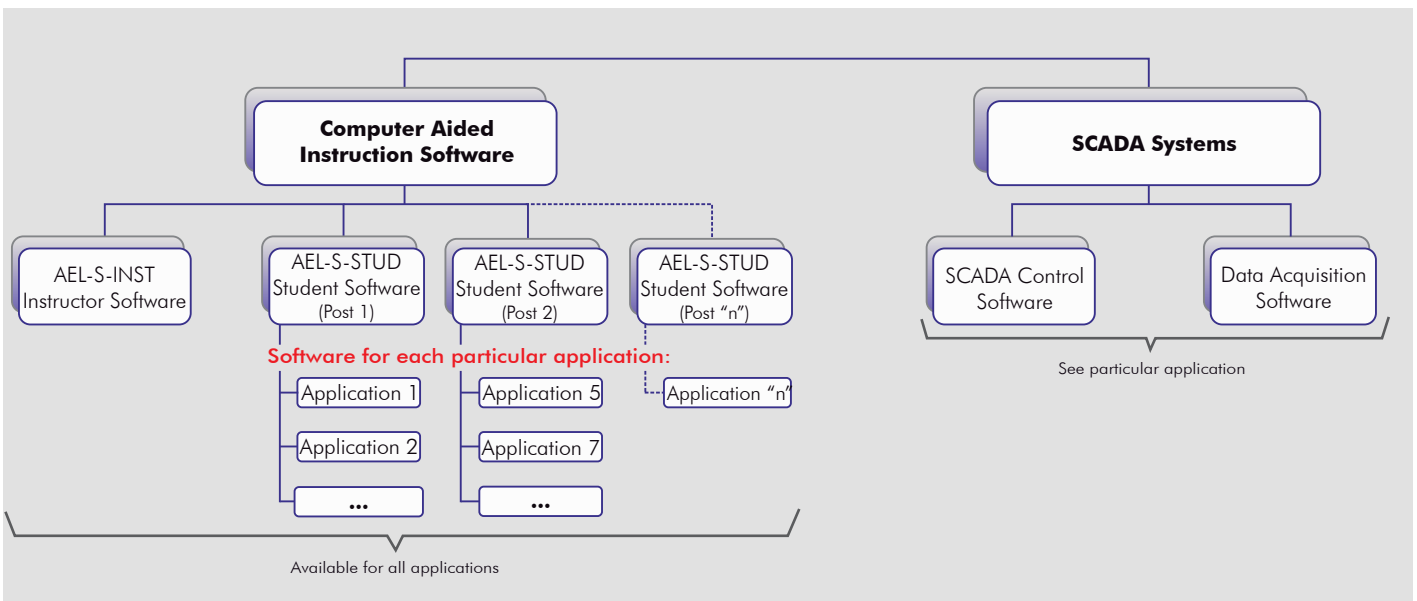 Computer Aided
Instruction Software
SCADA Systems
AEL-S-INST
Instructor Software
AEL-S-STUD
Student Software
(Post 1)
AEL-S-STUD
Student Software
(Post 2)
AEL-S-STUD
Student Software
(Post “n”)
SCADA Control
Software
Data Acquisition
Software
Software for each particular application:
Application 1
Application 2
...
Application 5
Application 7
...
Application “n”
See particular application
Available for all applications